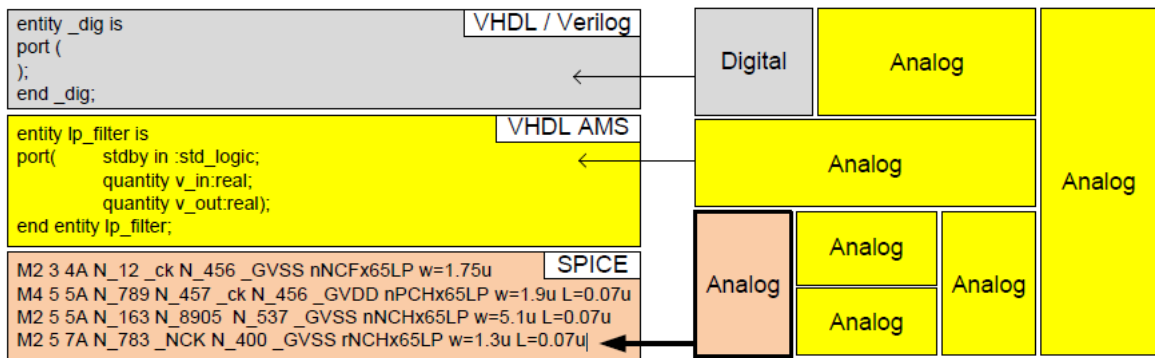 entity _dig is
VHDL / Verilog
port (
);
end _dig;
entity lp_filter is
VHDL AMS
port( stdby in :std_logic;
quantity v_in:real;
quantity v_out:real);
end entity lp_filter;
SPICE
M2 3 4A N_12 _ck N_456 _GVSS nNCFx65LP w=1.75u
M4 5 5A N_789 N_457 _ck N_456 _GVDD nPCHx65LP w=1.9u L=0.07u
M2 5 5A N_163 N_8905 N_537 _GVSS nNCHx65LP w=5.1u L=0.07u
M2 5 7A N_783 _NCK N_400 _GVSS rNCHx65LP w=1.3u L=0.07u
Digital
Analog
Analog
Analog
Analog
Analog
Analog
Analog